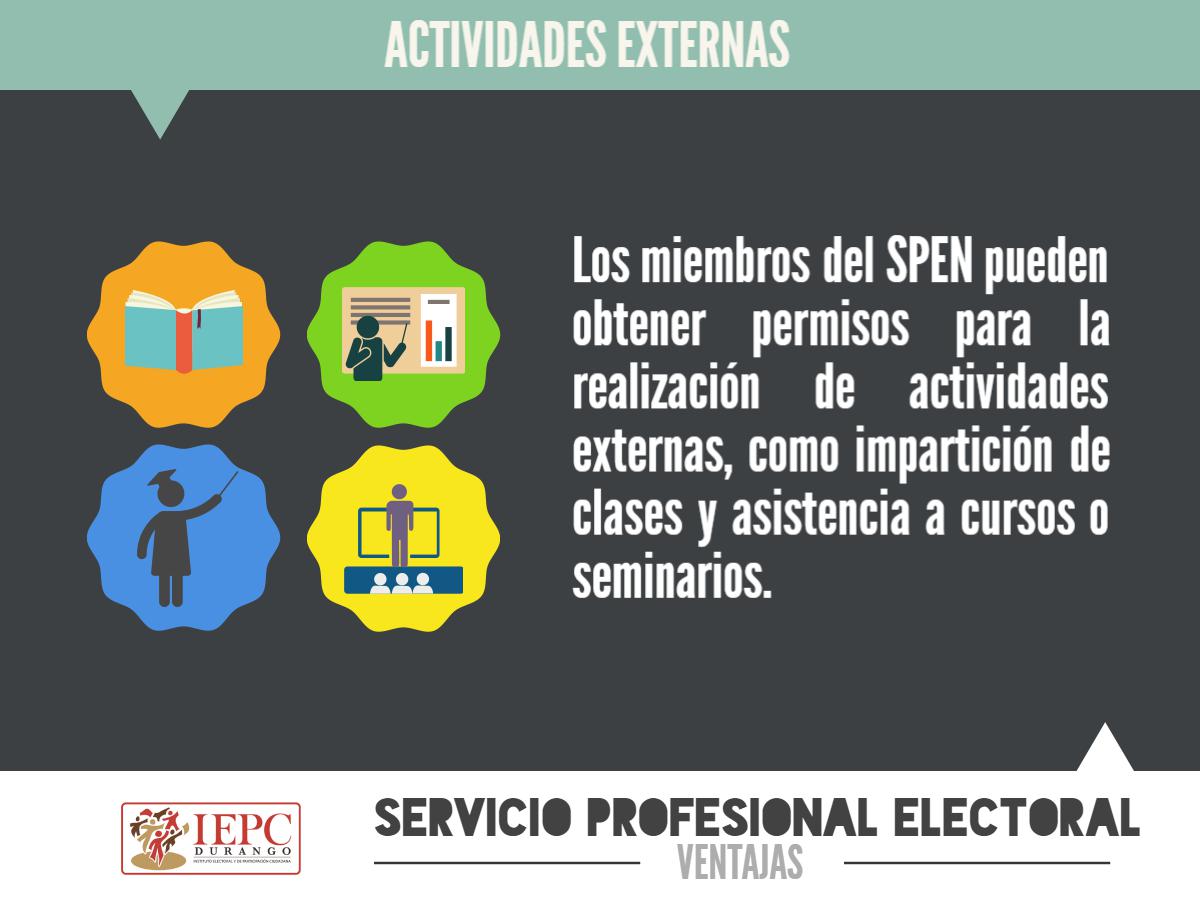 ACTIVIDADES EXTERNAS
Los miembros del SPEN pueden
obtener permisos para la
realización de actividades
externas, como impartición de
clases y asistencia a cursos o
seminarios.
IEPC
DURANGO
INSTITUTO ELECTORAL Y DE PARTICIPACIÓN CIUDADANA
SERVICIO PROFESIONAL ELECTORAL
VENTAJAS